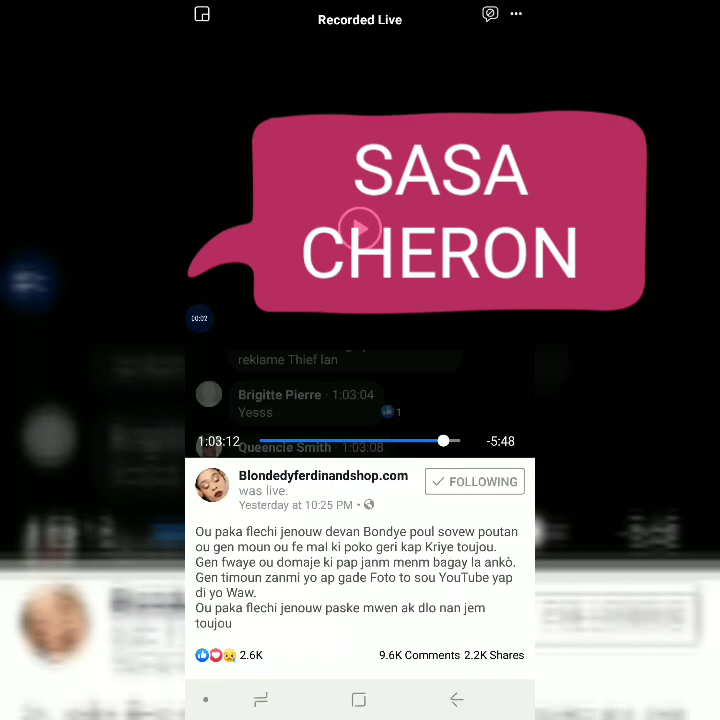 Recorded Live
SASA
CHERON
00:02
reklame Thief lan
Brigitte Pierre · 1:03:04
Yesss
1
1:03:12
Queencie Smith · 1:03:08
-5:48
Blondedyferdinandshop.com
FOLLOWING
was live.
Yesterday at 10:25 PM •
Ou paka flechi jenouw devan Bondye poul sovew poutan
ou gen moun ou fe mal ki poko geri kap Kriye toujou.
Gen fwaye ou domaje ki pap janm menm bagay la ankò.
Gen timoun zanmi yo ap gade Foto to sou YouTube yap
di yo Waw.
Ou paka flechi jenouw paske mwen ak dlo nan jem
toujou
2.6K
9.6K Comments 2.2K Shares